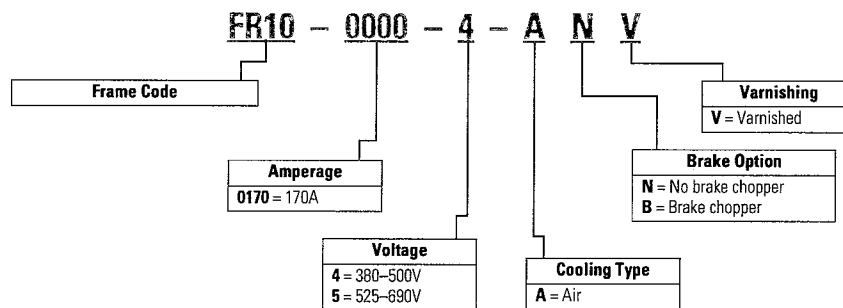 FR10 – 0000 – 4 – A N V
Frame Code
Varnishing
V = Varnished
Amperage
0170 = 170A
Brake Option
N = No brake chopper
B = Brake chopper
Voltage
4 = 380–500V
5 = 525–690V
Cooling Type
A = Air